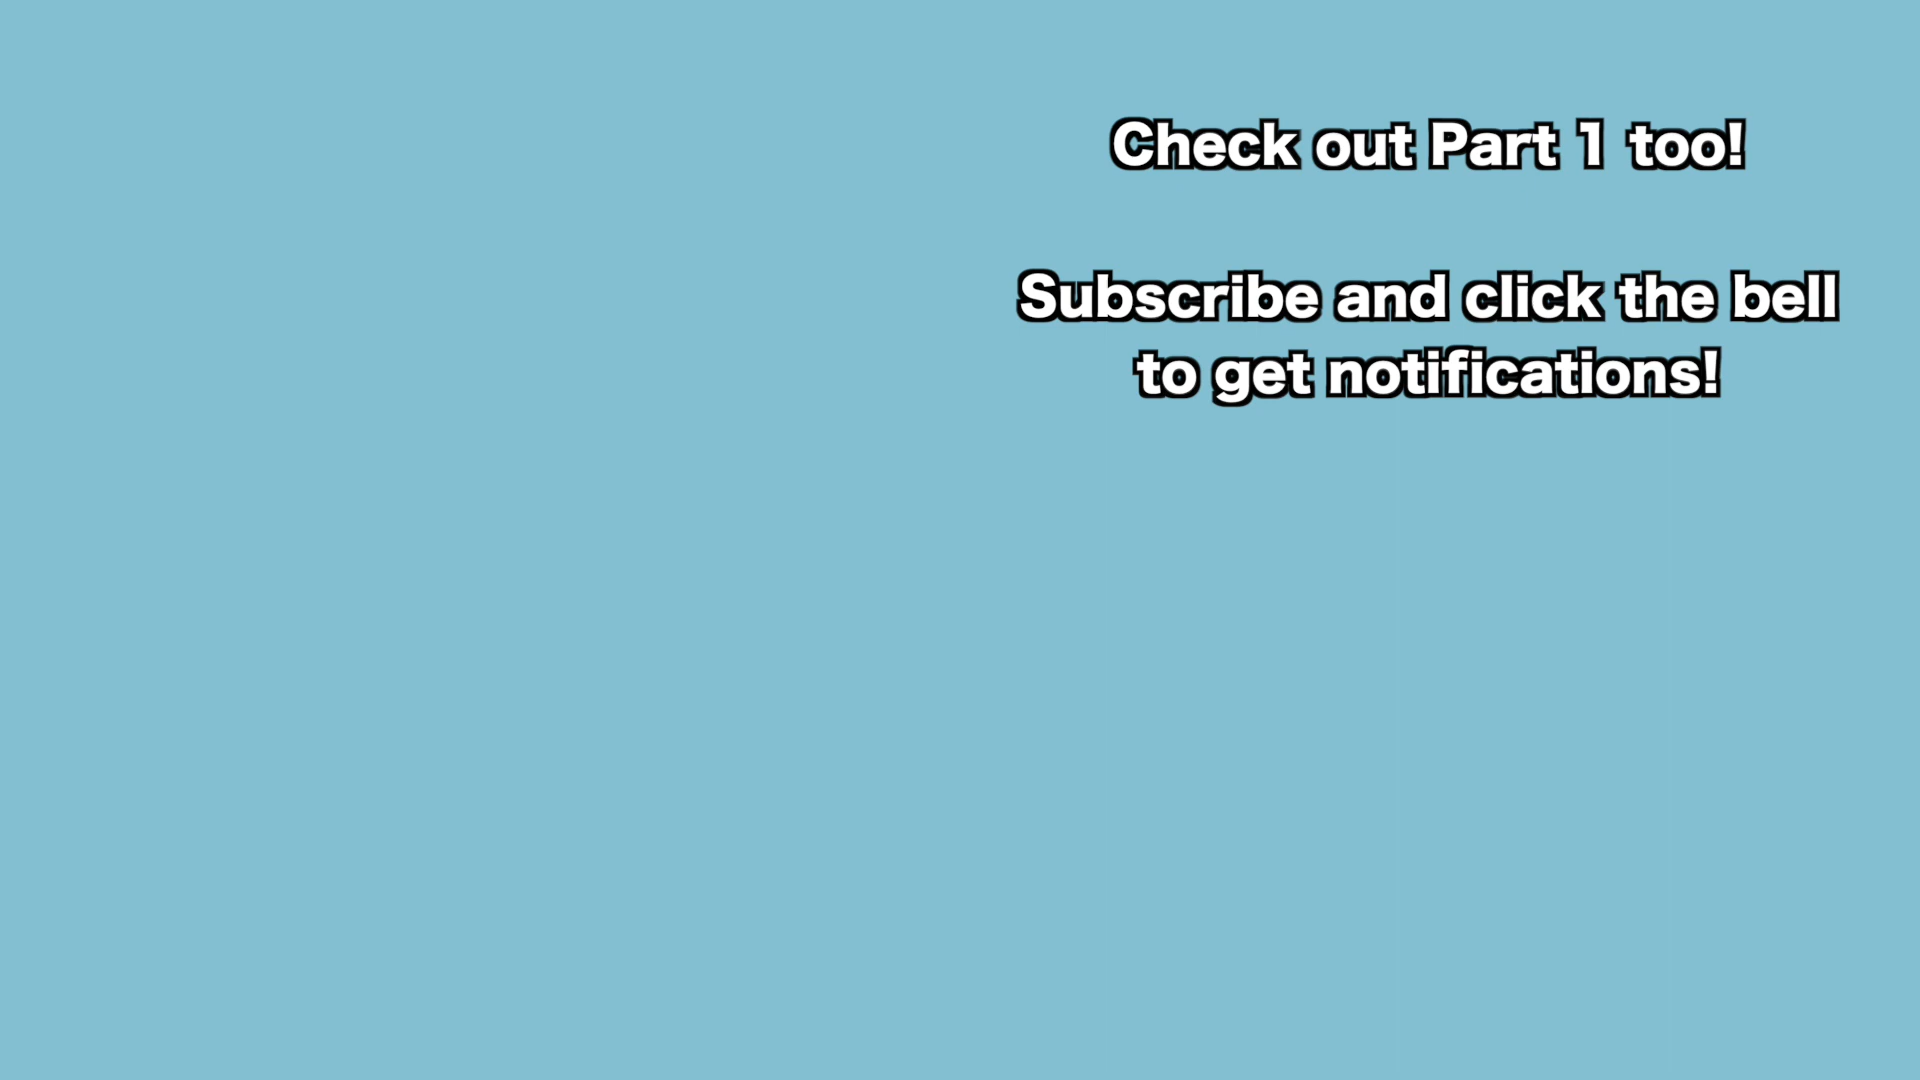 Check out Part 1 too!
Subscribe and click the bell
to get notifications!